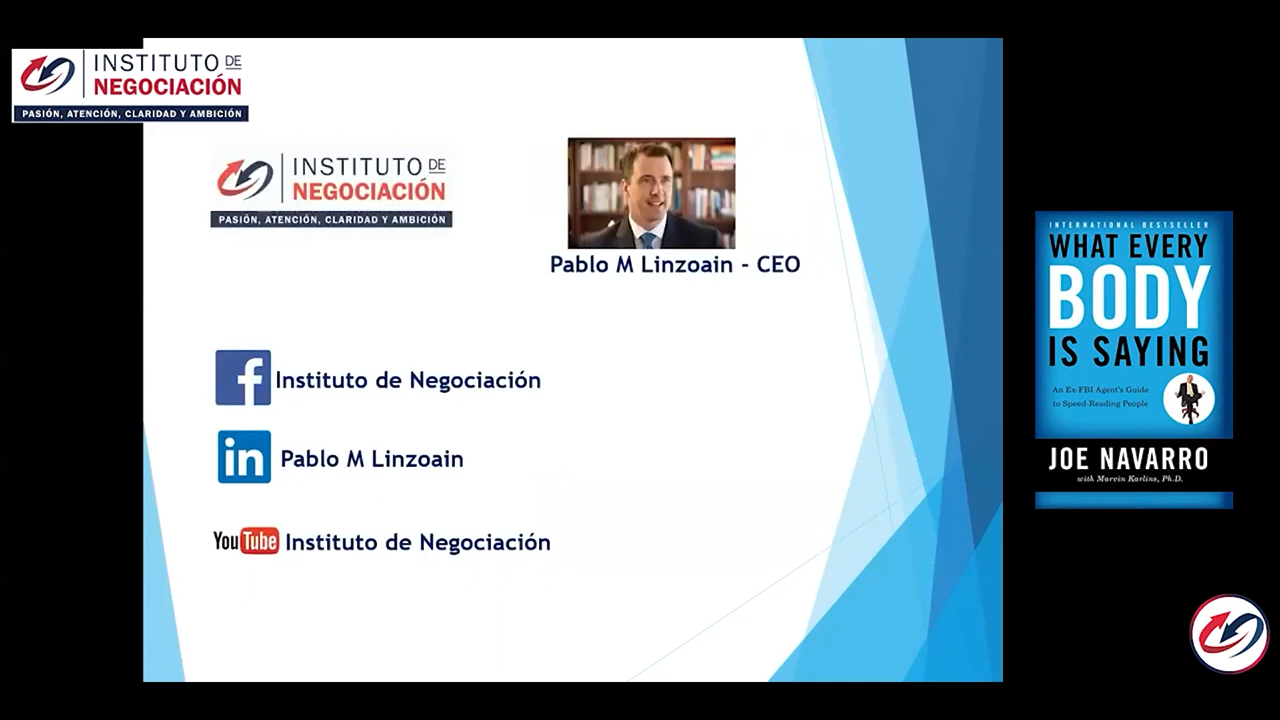 INSTITUTO DE
NEGOCIACIÓN
PASIÓN, ATENCIÓN, CLARIDAD Y AMBICIÓN
INSTITUTO DE
NEGOCIACIÓN
PASIÓN, ATENCIÓN, CLARIDAD Y AMBICIÓN
Pablo M Linzoain - CEO
f Instituto de Negociación
in Pablo M Linzoain
YouTube Instituto de Negociación
INTERNATIONAL BESTSELLER
WHAT EVERY
BODY
IS SAYING
An Ex-FBI Agent's Guide
to Speed-Reading People
JOE NAVARRO
with Marvin Karlins, Ph.D.